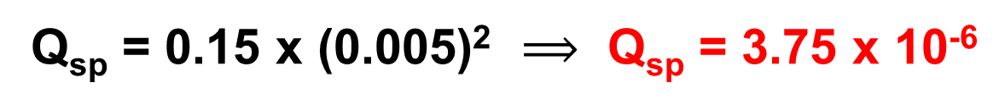 Qsp = 0.15 x (0.005)² ⟹ Qsp = 3.75 x 10⁻⁶